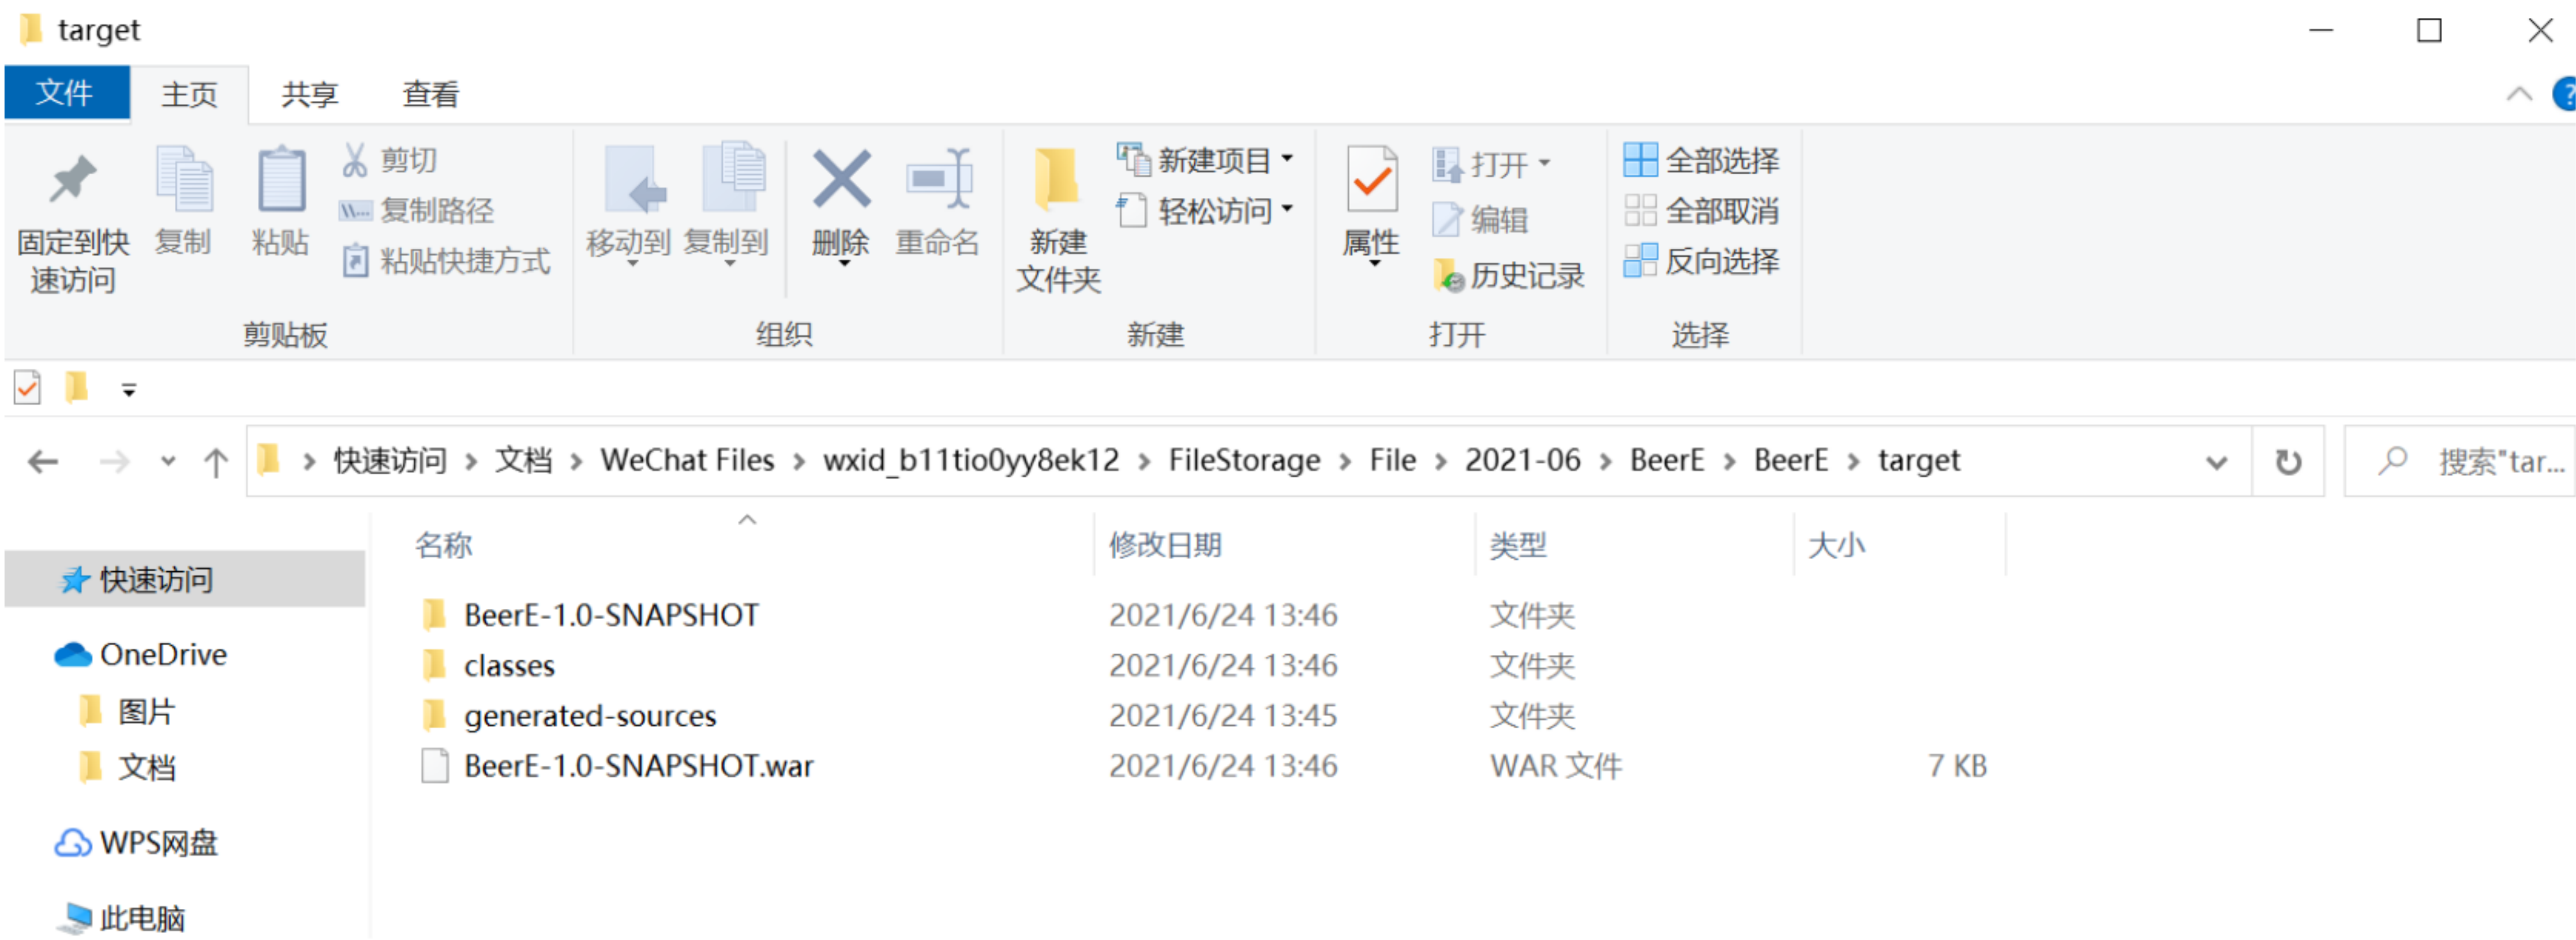 target
文件 主页 共享 查看
固定到快速访问
复制
粘贴
剪切
复制路径
粘贴快捷方式
剪贴板
移动到
复制到
删除
重命名
组织
新建文件夹
新建项目
轻松访问
新建
属性
打开
编辑
历史记录
打开
全部选择
全部取消
反向选择
选择
快速访问 > 文档 > WeChat Files > wxid_b11tio0yy8ek12 > FileStorage > File > 2021-06 > BeerE > BeerE > target
搜索"tar...
快速访问
OneDrive
图片
文档
WPS网盘
此电脑
名称 修改日期 类型 大小
BeerE-1.0-SNAPSHOT 2021/6/24 13:46 文件夹
classes 2021/6/24 13:46 文件夹
generated-sources 2021/6/24 13:45 文件夹
BeerE-1.0-SNAPSHOT.war 2021/6/24 13:46 WAR 文件 7 KB